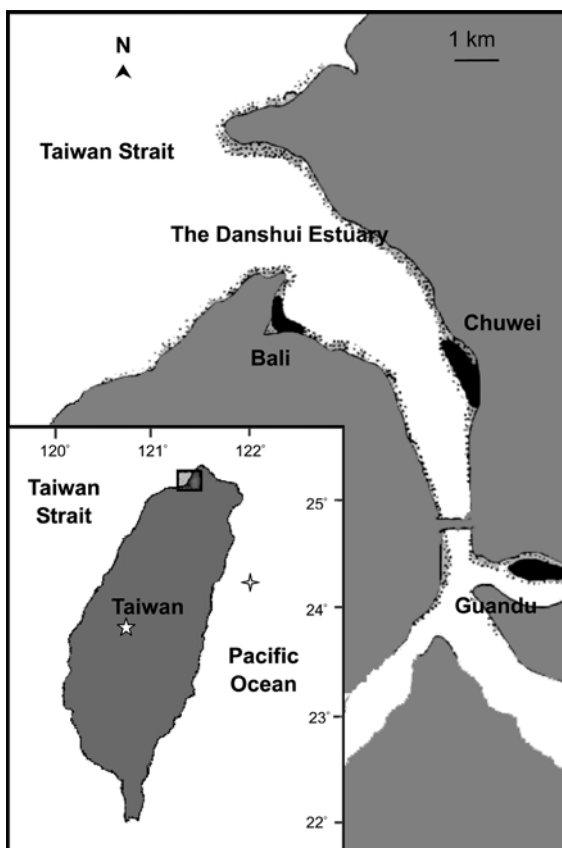 N
1 km
Taiwan Strait
The Danshui Estuary
Chuwei
Bali
120˚
121˚
122˚
Taiwan
Strait
25˚
24˚
Guandu
Taiwan
Pacific
Ocean
23˚
22˚